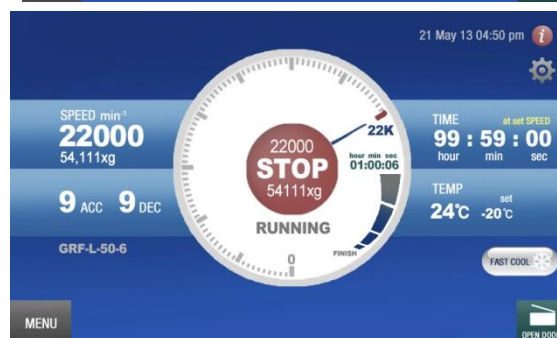 21 May 13 04:50 pm
SPEED min⁻¹
22000
54,111xg
9 ACC 9 DEC
GRF-L-50-6
22K
22000
STOP
54111xg
RUNNING
hour min sec
01:00:06
FINISH
0
TIME at set SPEED
99 : 59 : 00
hour min sec
TEMP
set
24°C -20°C
FAST COOL
MENU
OPEN DOOR